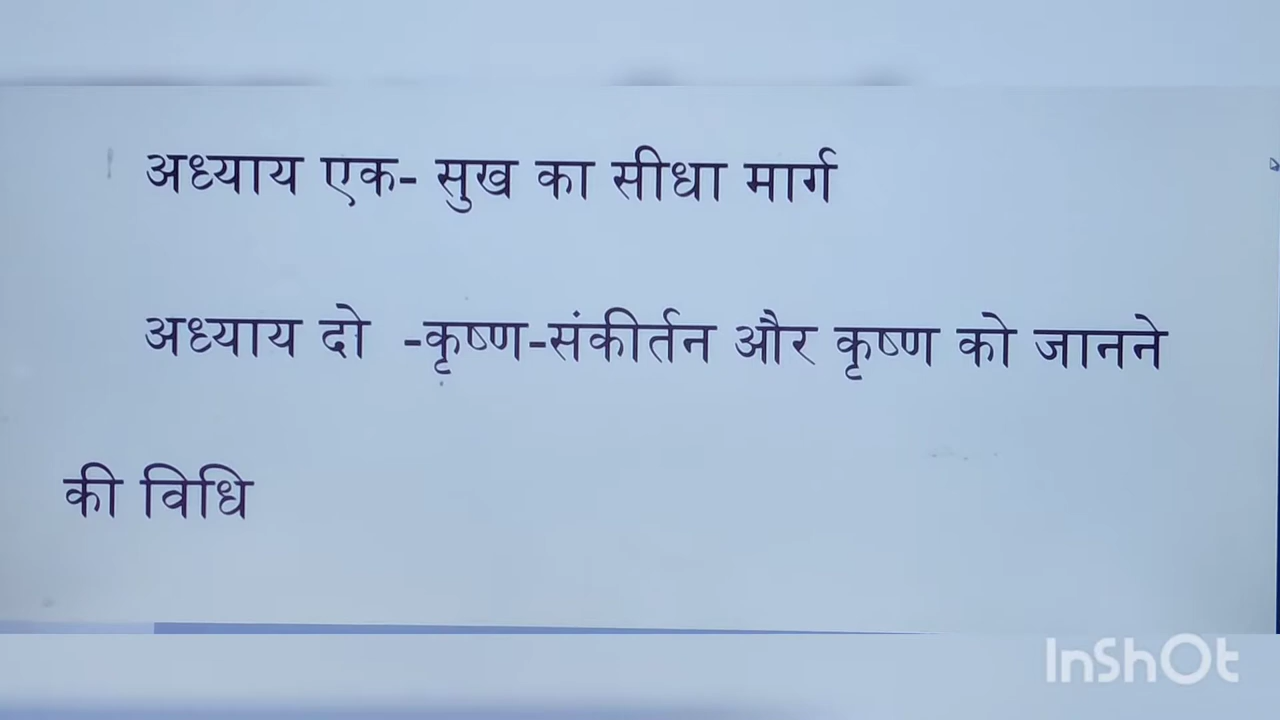 अध्याय एक- सुख का सीधा मार्ग
अध्याय दो -कृष्ण-संकीर्तन और कृष्ण को जानने
की विधि
InShOt